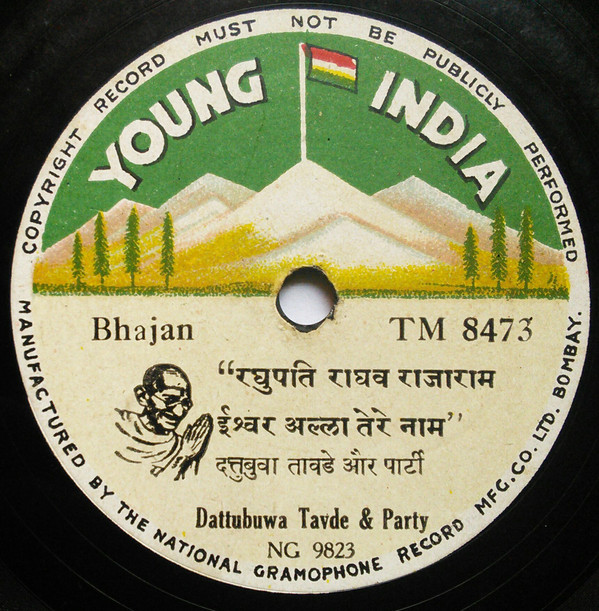 COPYRIGHT RECORD MUST NOT BE PUBLICLY PERFORMED
YOUNG INDIA
Bhajan TM 8473
“रघुपति राघव राजाराम
ईश्वर अल्ला तेरे नाम”
दत्तुबुवा तावडे और पार्टी
Dattubuwa Tavde & Party
NG 9823
MANUFACTURED BY THE NATIONAL GRAMOPHONE RECORD MFG. CO. LTD. BOMBAY.